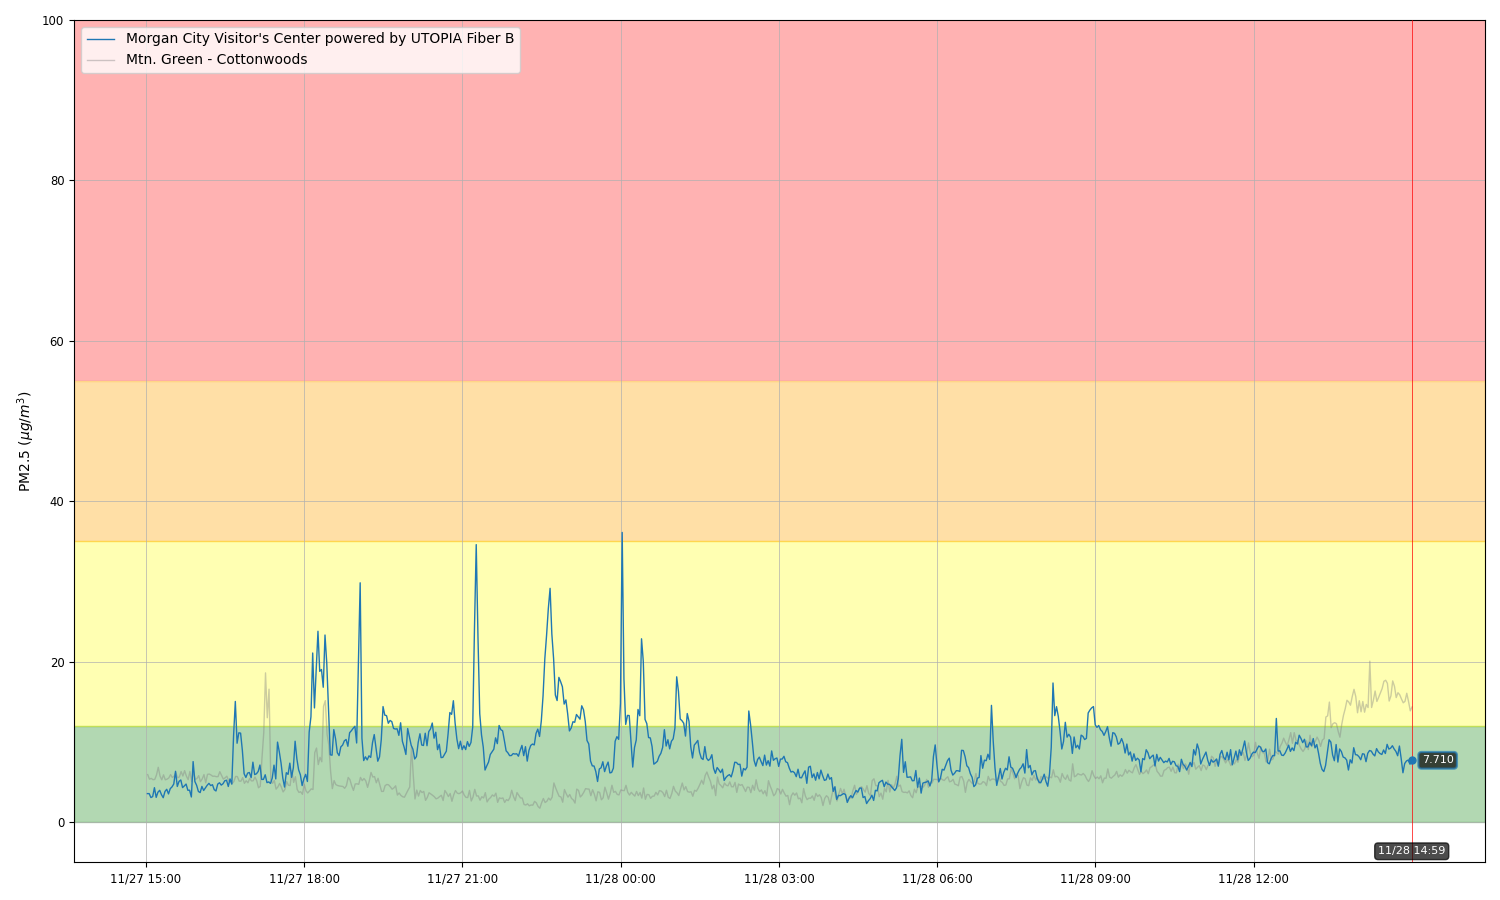 100
Morgan City Visitor's Center powered by UTOPIA Fiber B
Mtn. Green - Cottonwoods
80
60
40
20
0
PM2.5 (μg/m³)
7.710
11/28 14:59
11/27 15:00 11/27 18:00 11/27 21:00 11/28 00:00 11/28 03:00 11/28 06:00 11/28 09:00 11/28 12:00